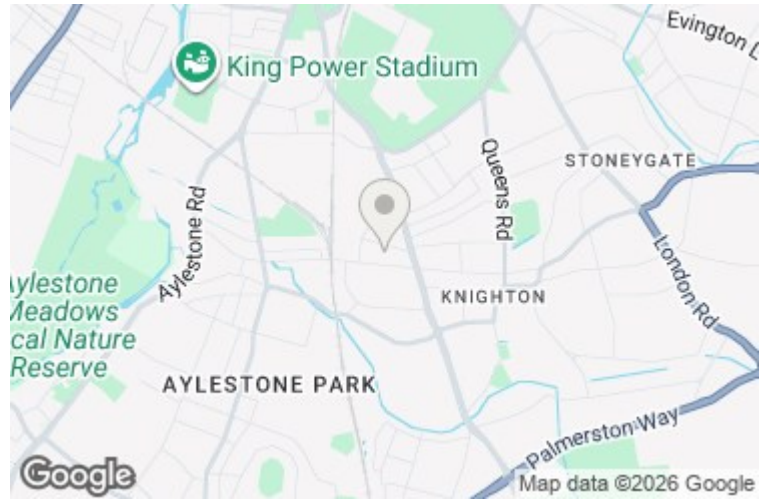 Evington L
King Power Stadium
STONEYGATE
Queens Rd
Aylestone Rd
London Rd
KNIGHTON
Aylestone
Meadows
cal Nature
Reserve
AYLESTONE PARK
Palmerston Way
Google
Map data ©2026 Google